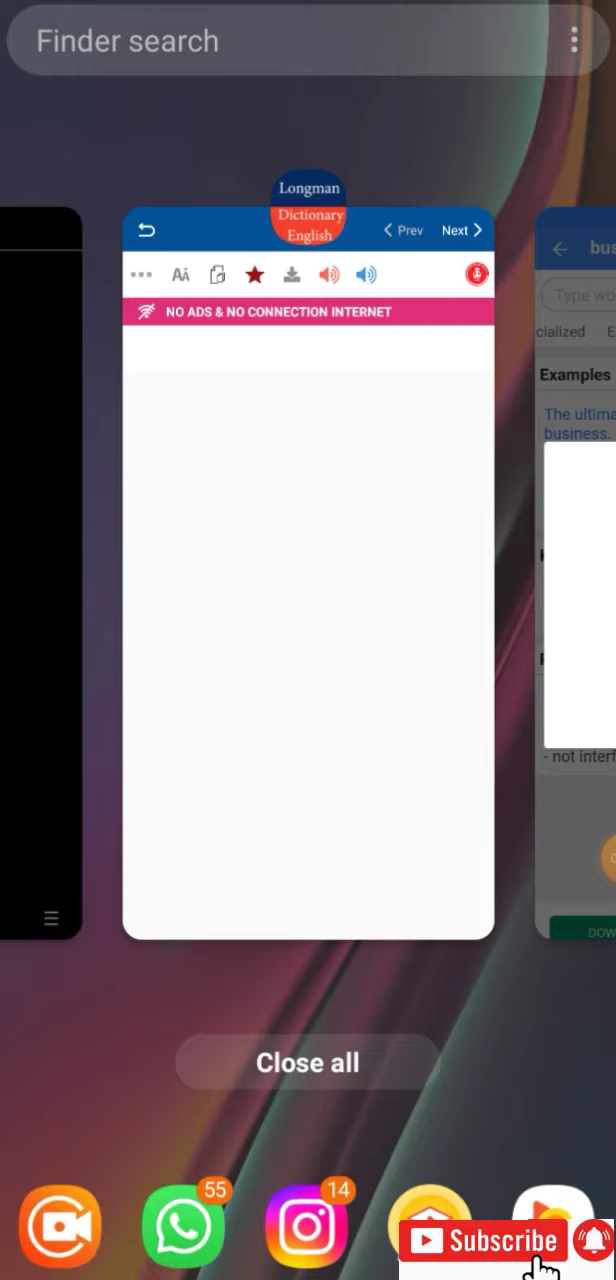 Finder search
Longman
Dictionary
English
Prev
Next
AA
NO ADS & NO CONNECTION INTERNET
bus
Type wo
cialized E
Examples
The ultima
business.
- not interf
DOW
Close all
55
14
Subscribe